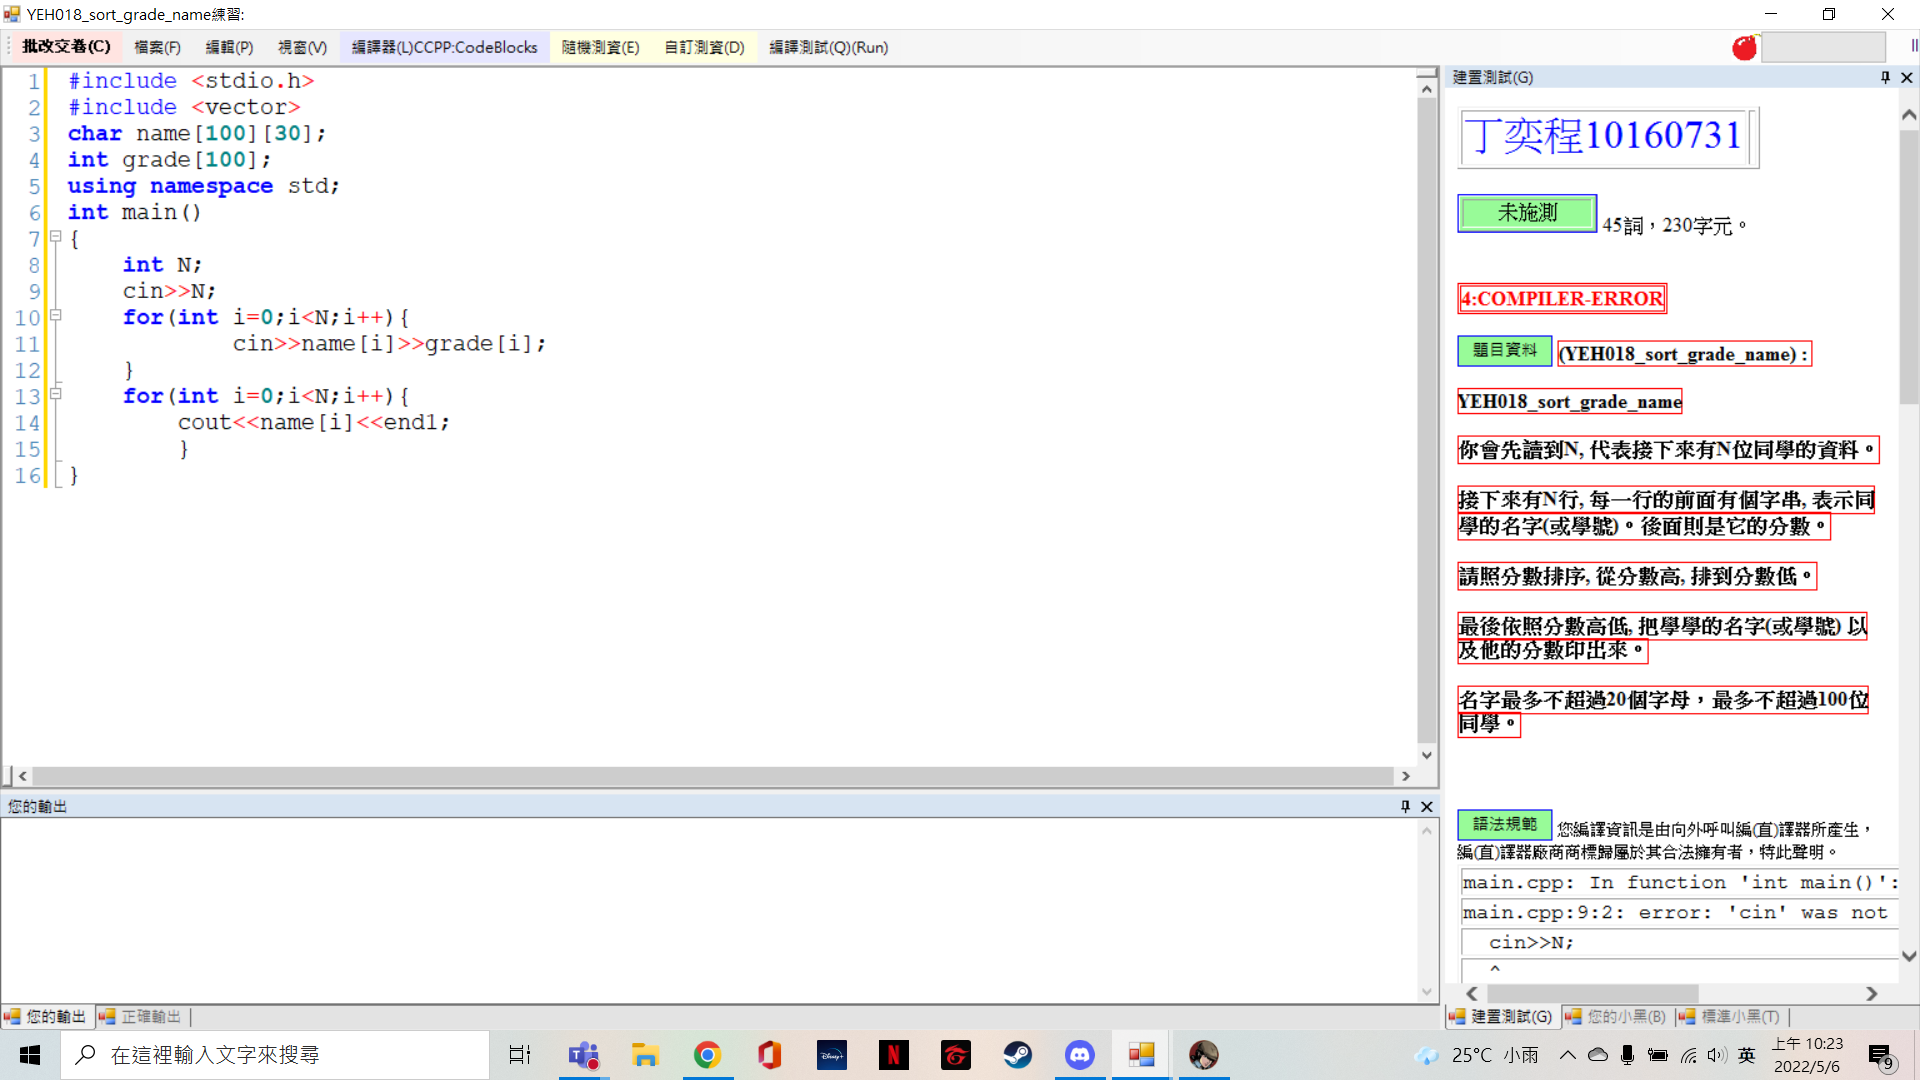 YEH018_sort_grade_name練習:
批改交卷(C) 檔案(F) 編輯(P) 視窗(V) 編譯器(L)CCPP:CodeBlocks 隨機測資(E) 自訂測資(D) 編譯測試(Q)(Run)
1 #include <stdio.h>
2 #include <vector>
3 char name[100][30];
4 int grade[100];
5 using namespace std;
6 int main()
7 {
8 int N;
9 cin>>N;
10 for(int i=0;i<N;i++){
11 cin>>name[i]>>grade[i];
12 }
13 for(int i=0;i<N;i++){
14 cout<<name[i]<<end1;
15 }
16 }
您的輸出
您的輸出 正確輸出
建置測試(G)
丁奕程10160731
未施測 45詞，230字元。
4:COMPILER-ERROR
題目資料 (YEH018_sort_grade_name) :
YEH018_sort_grade_name
你會先讀到N, 代表接下來有N位同學的資料。
接下來有N行, 每一行的前面有個字串, 表示同
學的名字(或學號)。後面則是它的分數。
請照分數排序, 從分數高, 排到分數低。
最後依照分數高低, 把學學的名字(或學號) 以
及他的分數印出來。
名字最多不超過20個字母，最多不超過100位
同學。
語法規範 您編譯資訊是由向外呼叫編(直)譯器所產生，
編(直)譯器廠商商標歸屬於其合法擁有者，特此聲明。
main.cpp: In function 'int main()':
main.cpp:9:2: error: 'cin' was not
cin>>N;
^
建置測試(G) 您的小黑(B) 標準小黑(T)
在這裡輸入文字來搜尋
Disney+
N
25°C 小雨
英
上午 10:23
2022/5/6
9